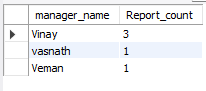 manager_name Report_count
Vinay 3
vasnath 1
Veman 1